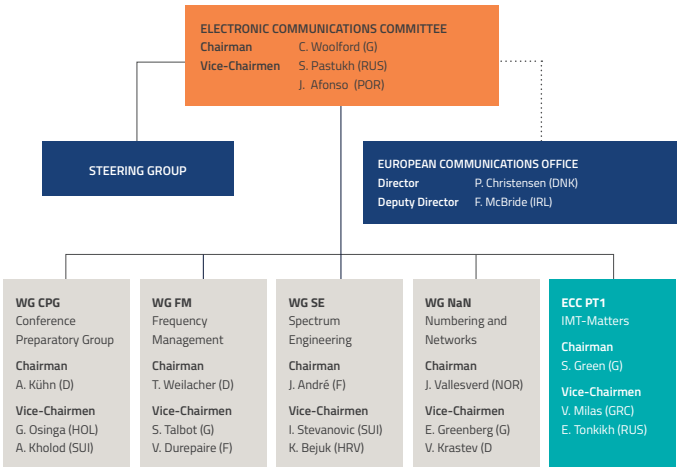 ELECTRONIC COMMUNICATIONS COMMITTEE
Chairman C. Woolford (G)
Vice-Chairmen S. Pastukh (RUS)
J. Afonso (POR)
STEERING GROUP
EUROPEAN COMMUNICATIONS OFFICE
Director P. Christensen (DNK)
Deputy Director F. McBride (IRL)
WG CPG
Conference
Preparatory Group
Chairman
A. Kühn (D)
Vice-Chairmen
G. Osinga (HOL)
A. Kholod (SUI)
WG FM
Frequency
Management
Chairman
T. Weilacher (D)
Vice-Chairmen
S. Talbot (G)
V. Durepaire (F)
WG SE
Spectrum
Engineering
Chairman
J. André (F)
Vice-Chairmen
I. Stevanovic (SUI)
K. Bejuk (HRV)
WG NaN
Numbering and
Networks
Chairman
J. Vallesverd (NOR)
Vice-Chairmen
E. Greenberg (G)
V. Krastev (D
ECC PT1
IMT-Matters
Chairman
S. Green (G)
Vice-Chairmen
V. Milas (GRC)
E. Tonkikh (RUS)